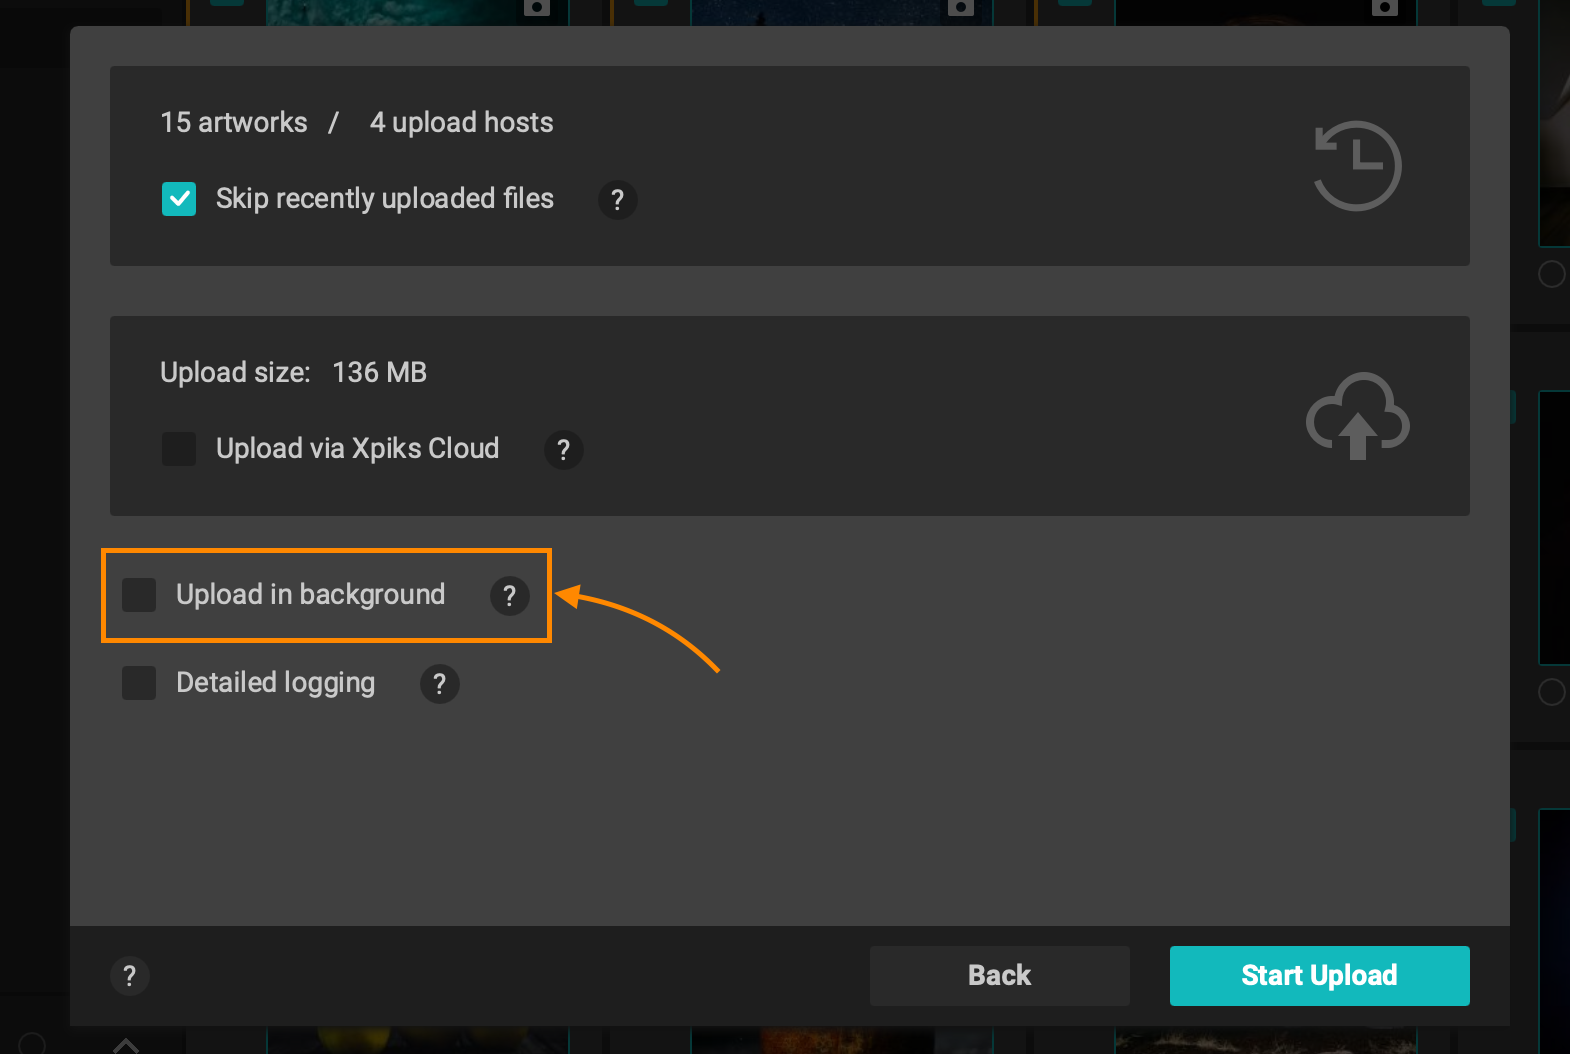 15 artworks / 4 upload hosts
Skip recently uploaded files ?
Upload size: 136 MB
Upload via Xpiks Cloud ?
Upload in background ?
Detailed logging ?
? Back Start Upload